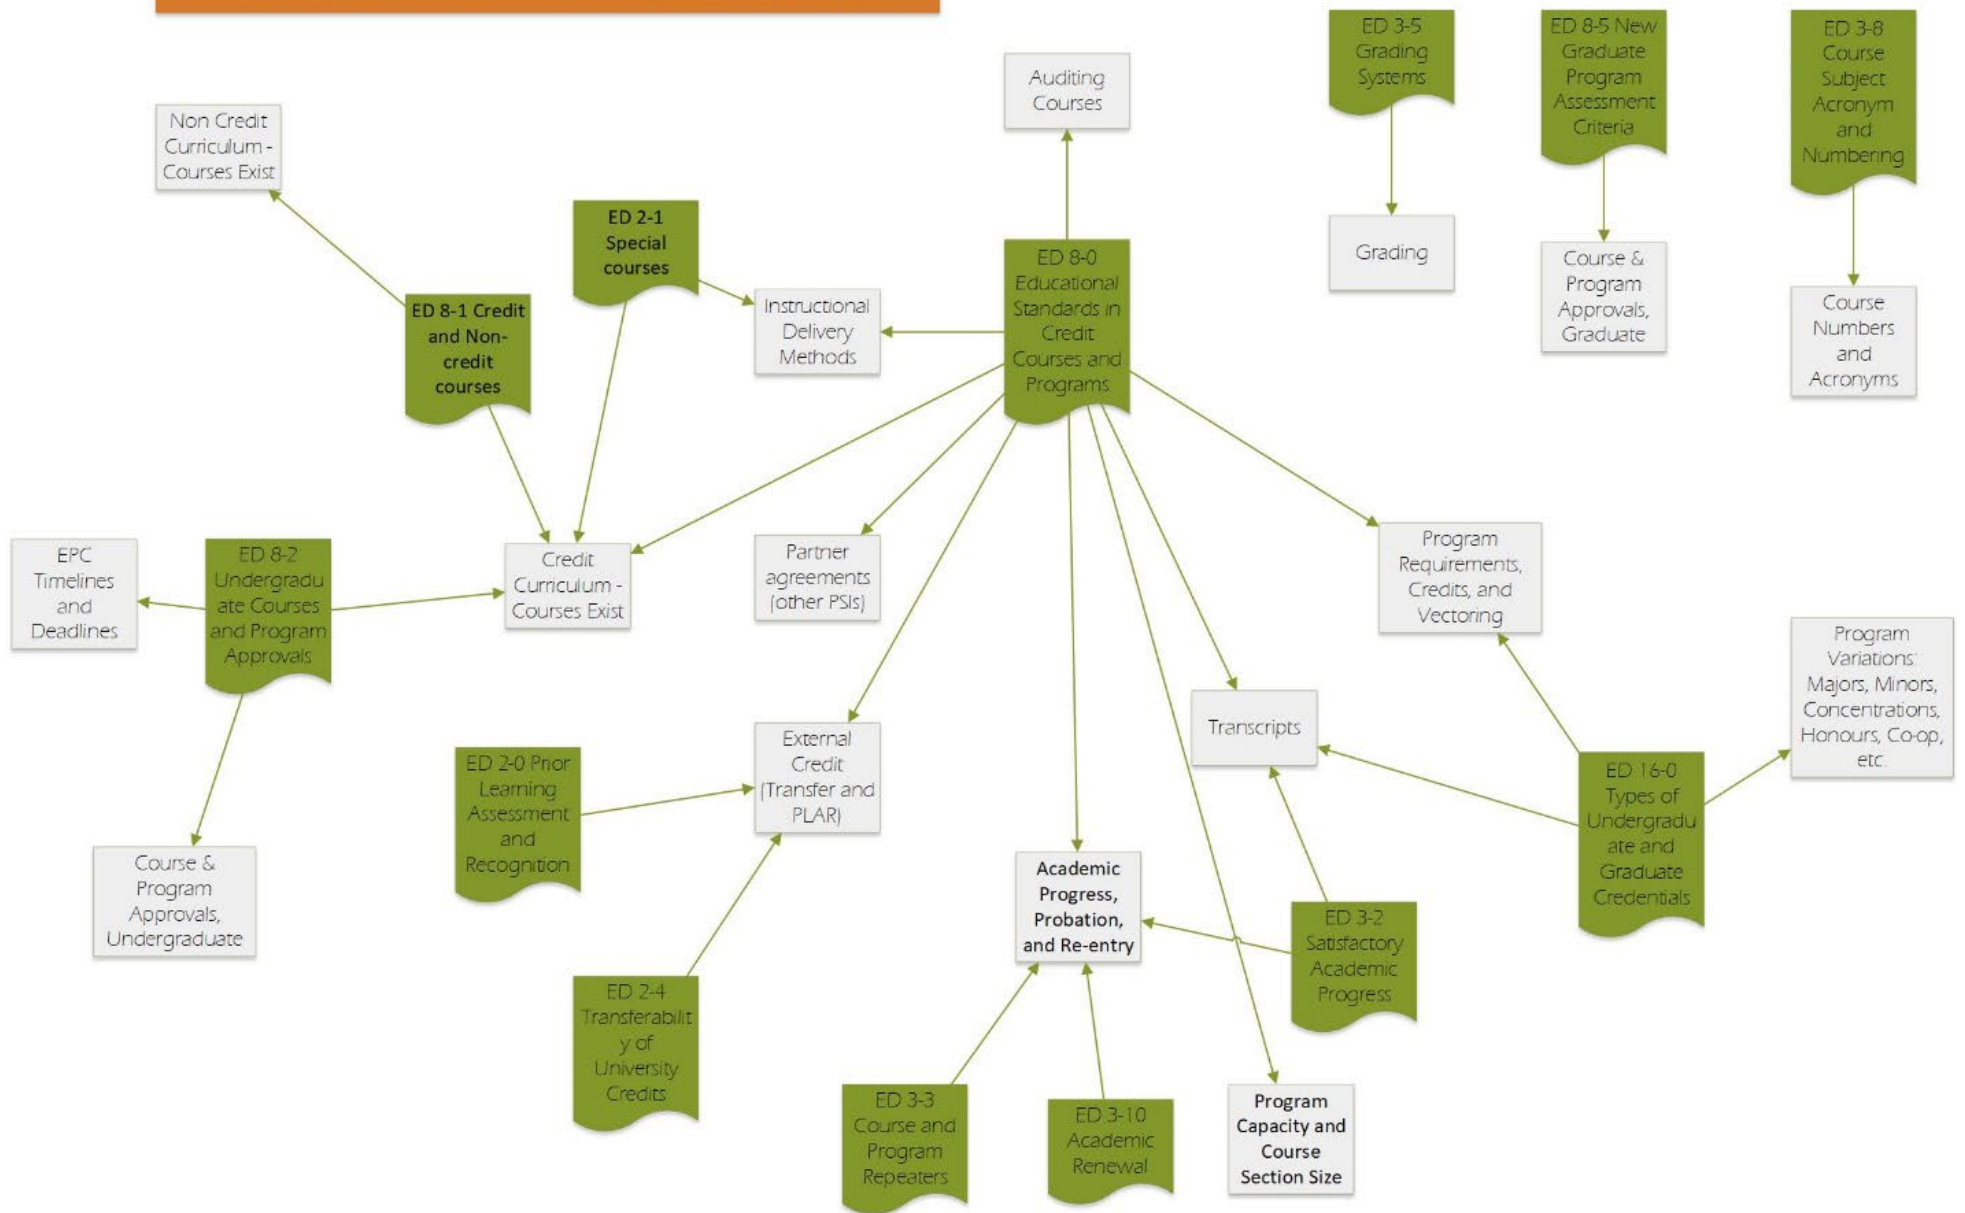 ED 3-5
Grading
Systems
ED 8-5 New
Graduate
Program
Assessment
Criteria
ED 3-8
Course
Subject
Acronym
and
Numbering
Auditing
Courses
Non Credit
Curriculum -
Courses Exist
ED 2-1
Special
courses
ED 8-0
Educational
Standards in
Credit
Courses and
Programs
Grading
Course &
Program
Approvals,
Graduate
Course
Numbers
and
Acronyms
ED 8-1 Credit
and Non-
credit
courses
Instructional
Delivery
Methods
EPC
Timelines
and
Deadlines
ED 8-2
Undergradu
ate Courses
and Program
Approvals
Credit
Curriculum -
Courses Exist
Partner
agreements
(other PSIs)
Program
Requirements,
Credits, and
Vectoring
Program
Variations:
Majors, Minors,
Concentrations,
Honours, Co-op,
etc.
External
Credit
(Transfer and
PLAR)
Transcripts
ED 2-0 Prior
Learning
Assessment
and
Recognition
ED 16-0
Types of
Undergradu
ate and
Graduate
Credentials
Course &
Program
Approvals,
Undergraduate
Academic
Progress,
Probation,
and Re-entry
ED 3-2
Satisfactory
Academic
Progress
ED 2-4
Transferabilit
y of
University
Credits
ED 3-3
Course and
Program
Repeaters
ED 3-10
Academic
Renewal
Program
Capacity and
Course
Section Size